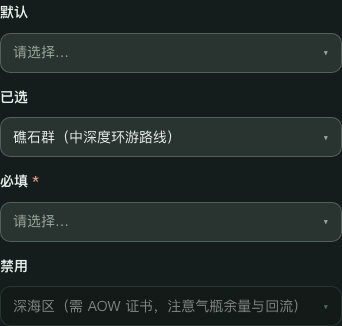 默认
请选择…
已选
礁石群（中深度环游路线）
必填 *
请选择…
禁用
深海区（需 AOW 证书，注意气瓶余量与回流）